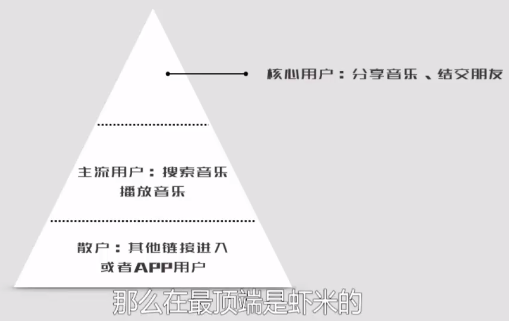 核心用户：分享音乐、结交朋友
主流用户：搜索音乐
播放音乐
散户：其他链接进入
或者APP用户
那么在最顶端是虾米的